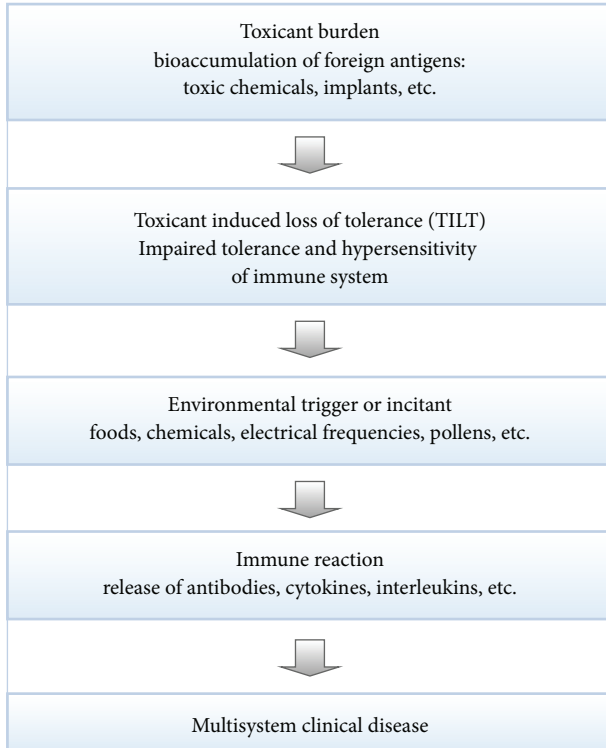 Toxicant burden
bioaccumulation of foreign antigens:
toxic chemicals, implants, etc.
Toxicant induced loss of tolerance (TILT)
Impaired tolerance and hypersensitivity
of immune system
Environmental trigger or incitant
foods, chemicals, electrical frequencies, pollens, etc.
Immune reaction
release of antibodies, cytokines, interleukins, etc.
Multisystem clinical disease